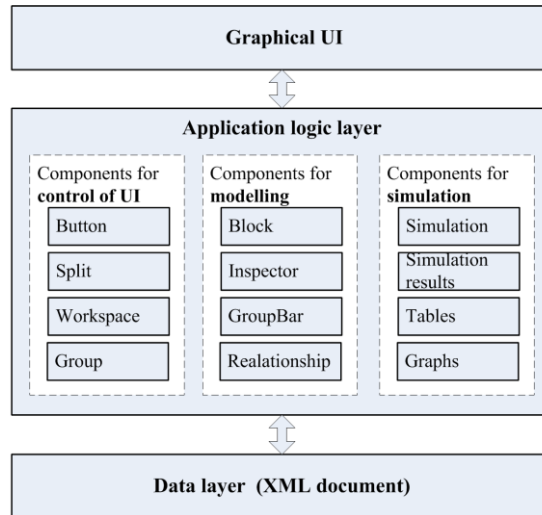 Graphical UI
Application logic layer
Components for
control of UI
Button
Split
Workspace
Group
Components for
modelling
Block
Inspector
GroupBar
Realationship
Components for
simulation
Simulation
Simulation
results
Tables
Graphs
Data layer (XML document)